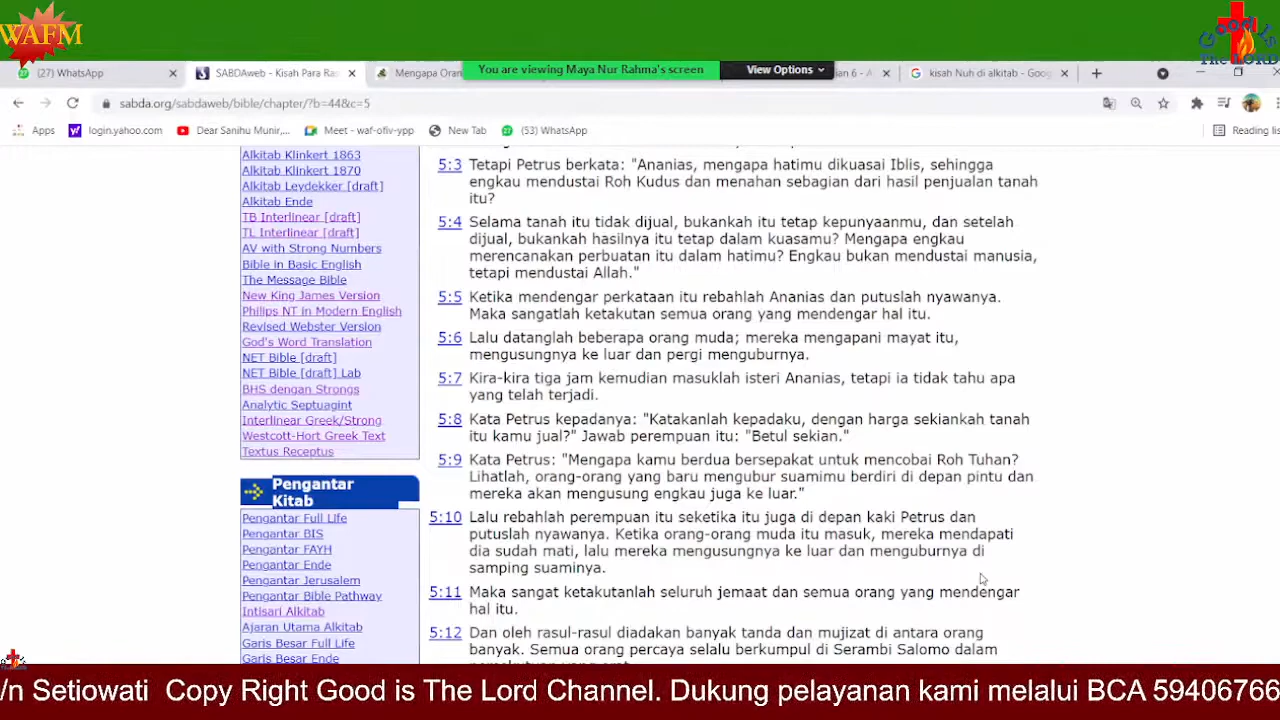 WAFM
Good Is
The LORD
(27) WhatsApp
SABDAweb - Kisah Para Ras
Mengapa Oran
You are viewing Maya Nur Rahma's screen
View Options
ian 6 - A
kisah Nuh di alkitab - Goog
sabda.org/sabdaweb/bible/chapter/?b=44&c=5
Apps
login.yahoo.com
Dear Sanihu Munir,...
Meet - waf-ofiv-ypp
New Tab
(53) WhatsApp
Reading lis
Alkitab Klinkert 1863
Alkitab Klinkert 1870
Alkitab Leydekker [draft]
Alkitab Ende
TB Interlinear [draft]
TL Interlinear [draft]
AV with Strong Numbers
Bible in Basic English
The Message Bible
New King James Version
Philips NT in Modern English
Revised Webster Version
God's Word Translation
NET Bible [draft]
NET Bible [draft] Lab
BHS dengan Strongs
Analytic Septuagint
Interlinear Greek/Strong
Westcott-Hort Greek Text
Textus Receptus
Pengantar
Kitab
Pengantar Full Life
Pengantar BIS
Pengantar FAYH
Pengantar Ende
Pengantar Jerusalem
Pengantar Bible Pathway
Intisari Alkitab
Ajaran Utama Alkitab
Garis Besar Full Life
Garis Besar Ende
5:3 Tetapi Petrus berkata: "Ananias, mengapa hatimu dikuasai Iblis, sehingga
engkau mendustai Roh Kudus dan menahan sebagian dari hasil penjualan tanah
itu?
5:4 Selama tanah itu tidak dijual, bukankah itu tetap kepunyaanmu, dan setelah
dijual, bukankah hasilnya itu tetap dalam kuasamu? Mengapa engkau
merencanakan perbuatan itu dalam hatimu? Engkau bukan mendustai manusia,
tetapi mendustai Allah."
5:5 Ketika mendengar perkataan itu rebahlah Ananias dan putuslah nyawanya.
Maka sangatlah ketakutan semua orang yang mendengar hal itu.
5:6 Lalu datanglah beberapa orang muda; mereka mengapani mayat itu,
mengusungnya ke luar dan pergi menguburnya.
5:7 Kira-kira tiga jam kemudian masuklah isteri Ananias, tetapi ia tidak tahu apa
yang telah terjadi.
5:8 Kata Petrus kepadanya: "Katakanlah kepadaku, dengan harga sekiankah tanah
itu kamu jual?" Jawab perempuan itu: "Betul sekian."
5:9 Kata Petrus: "Mengapa kamu berdua bersepakat untuk mencobai Roh Tuhan?
Lihatlah, orang-orang yang baru mengubur suamimu berdiri di depan pintu dan
mereka akan mengusung engkau juga ke luar."
5:10 Lalu rebahlah perempuan itu seketika itu juga di depan kaki Petrus dan
putuslah nyawanya. Ketika orang-orang muda itu masuk, mereka mendapati
dia sudah mati, lalu mereka mengusungnya ke luar dan menguburnya di
samping suaminya.
5:11 Maka sangat ketakutanlah seluruh jemaat dan semua orang yang mendengar
hal itu.
5:12 Dan oleh rasul-rasul diadakan banyak tanda dan mujizat di antara orang
banyak. Semua orang percaya selalu berkumpul di Serambi Salomo dalam
/n Setiowati Copy Right Good is The Lord Channel. Dukung pelayanan kami melalui BCA 59406766